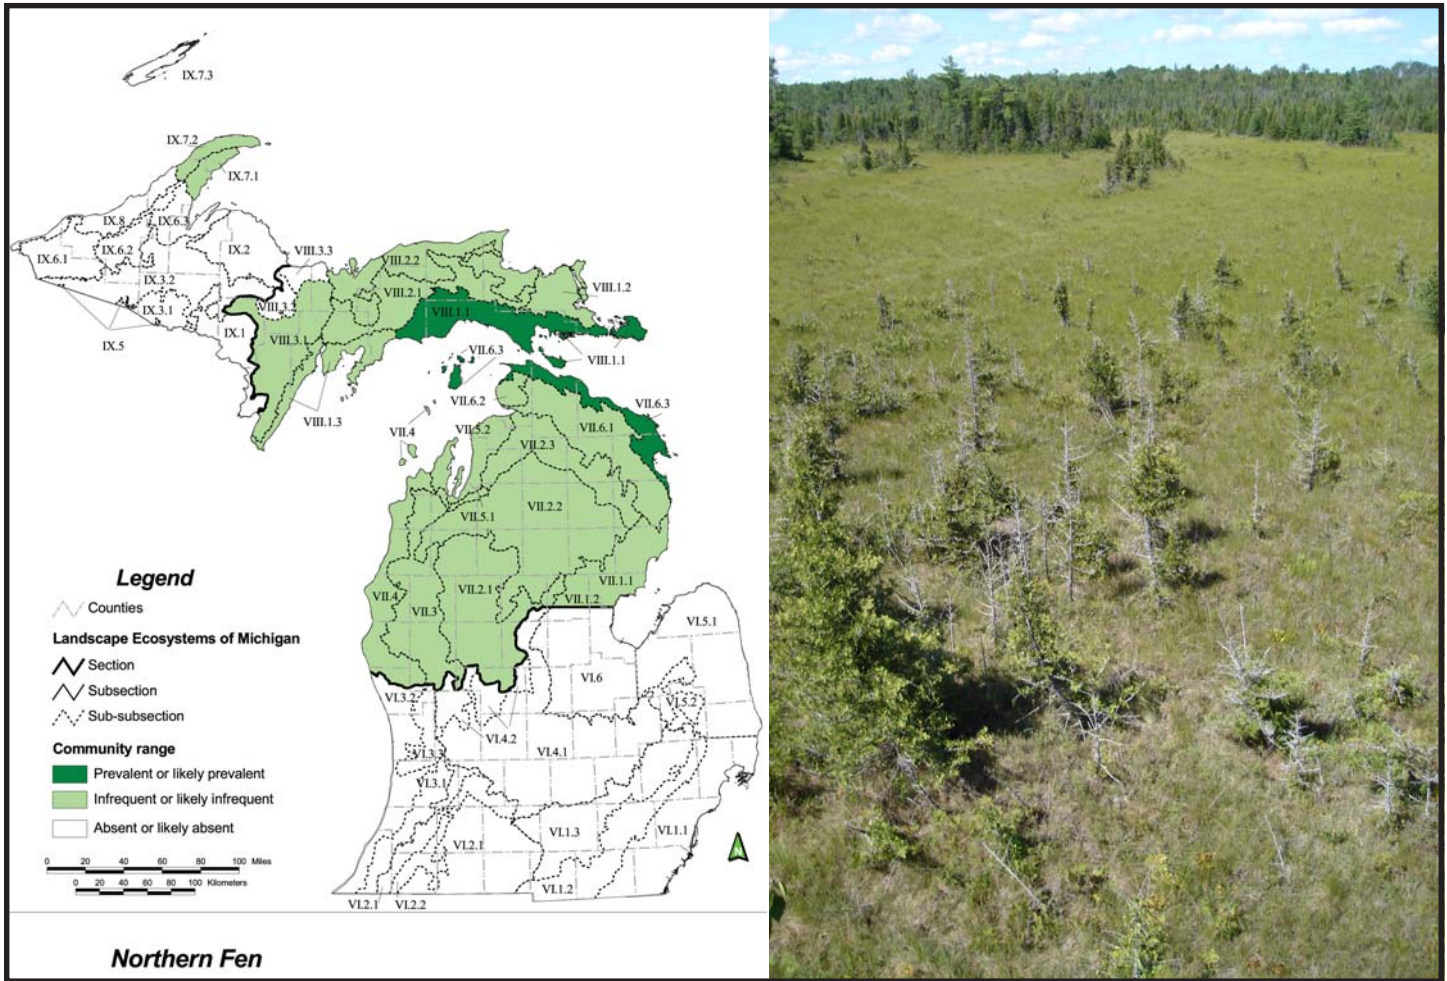 IX.7.3
IX.7.2
IX.7.1
IX.8
IX.6.3
IX.6.2
IX.2
IX.6.1
VIII.3.3
VIII.2.2
IX.3.2
VIII.2.1
VIII.1.2
VIII.3.2
IX.3.1
VIII.1.1
IX.1
VIII.3.1
IX.5
VII.6.3
VIII.1.1
VII.6.2
VII.6.3
VIII.1.3
VII.4
VII.5.2
VII.6.1
VII.2.3
VII.2.2
VII.5.1
VII.1.1
VII.2.1
VII.4
VII.3
VII.1.2
VI.5.1
VI.6
VI.3.2
VI.5.2
VI.4.2
VI.4.1
VI.3.3
VI.3.1
VI.1.3
VI.1.1
VI.2.1
VI.1.2
VI.2.1
VI.2.2
Legend
Counties
Landscape Ecosystems of Michigan
Section
Subsection
Sub-subsection
Community range
Prevalent or likely prevalent
Infrequent or likely infrequent
Absent or likely absent
0 20 40 60 80 100 Miles
0 20 40 60 80 100 Kilometers
N
Northern Fen